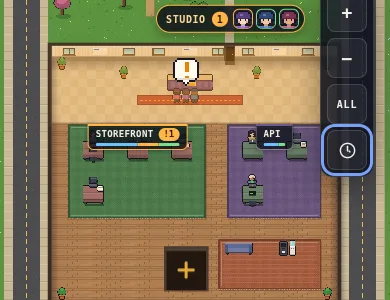 STUDIO 1
+
−
ALL
!
STOREFRONT !1
API
+